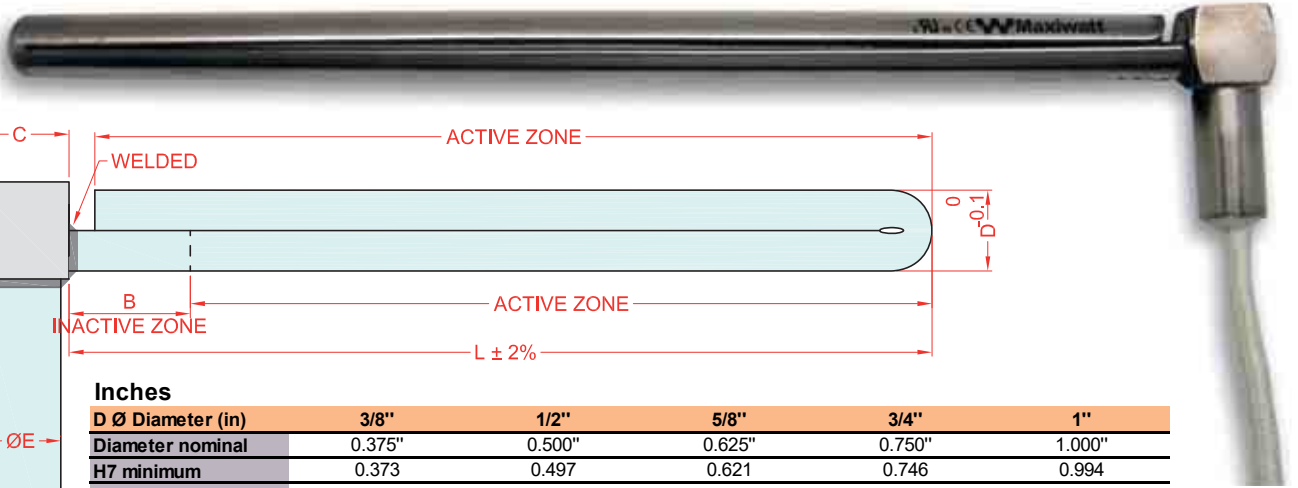 CE Maxiwatt
C
ACTIVE ZONE
WELDED
0
D-0.1
B
ACTIVE ZONE
INACTIVE ZONE
L ± 2%
ØE
Inches
D Ø Diameter (in) 3/8" 1/2" 5/8" 3/4" 1"
Diameter nominal 0.375" 0.500" 0.625" 0.750" 1.000"
H7 minimum 0.373 0.497 0.621 0.746 0.994